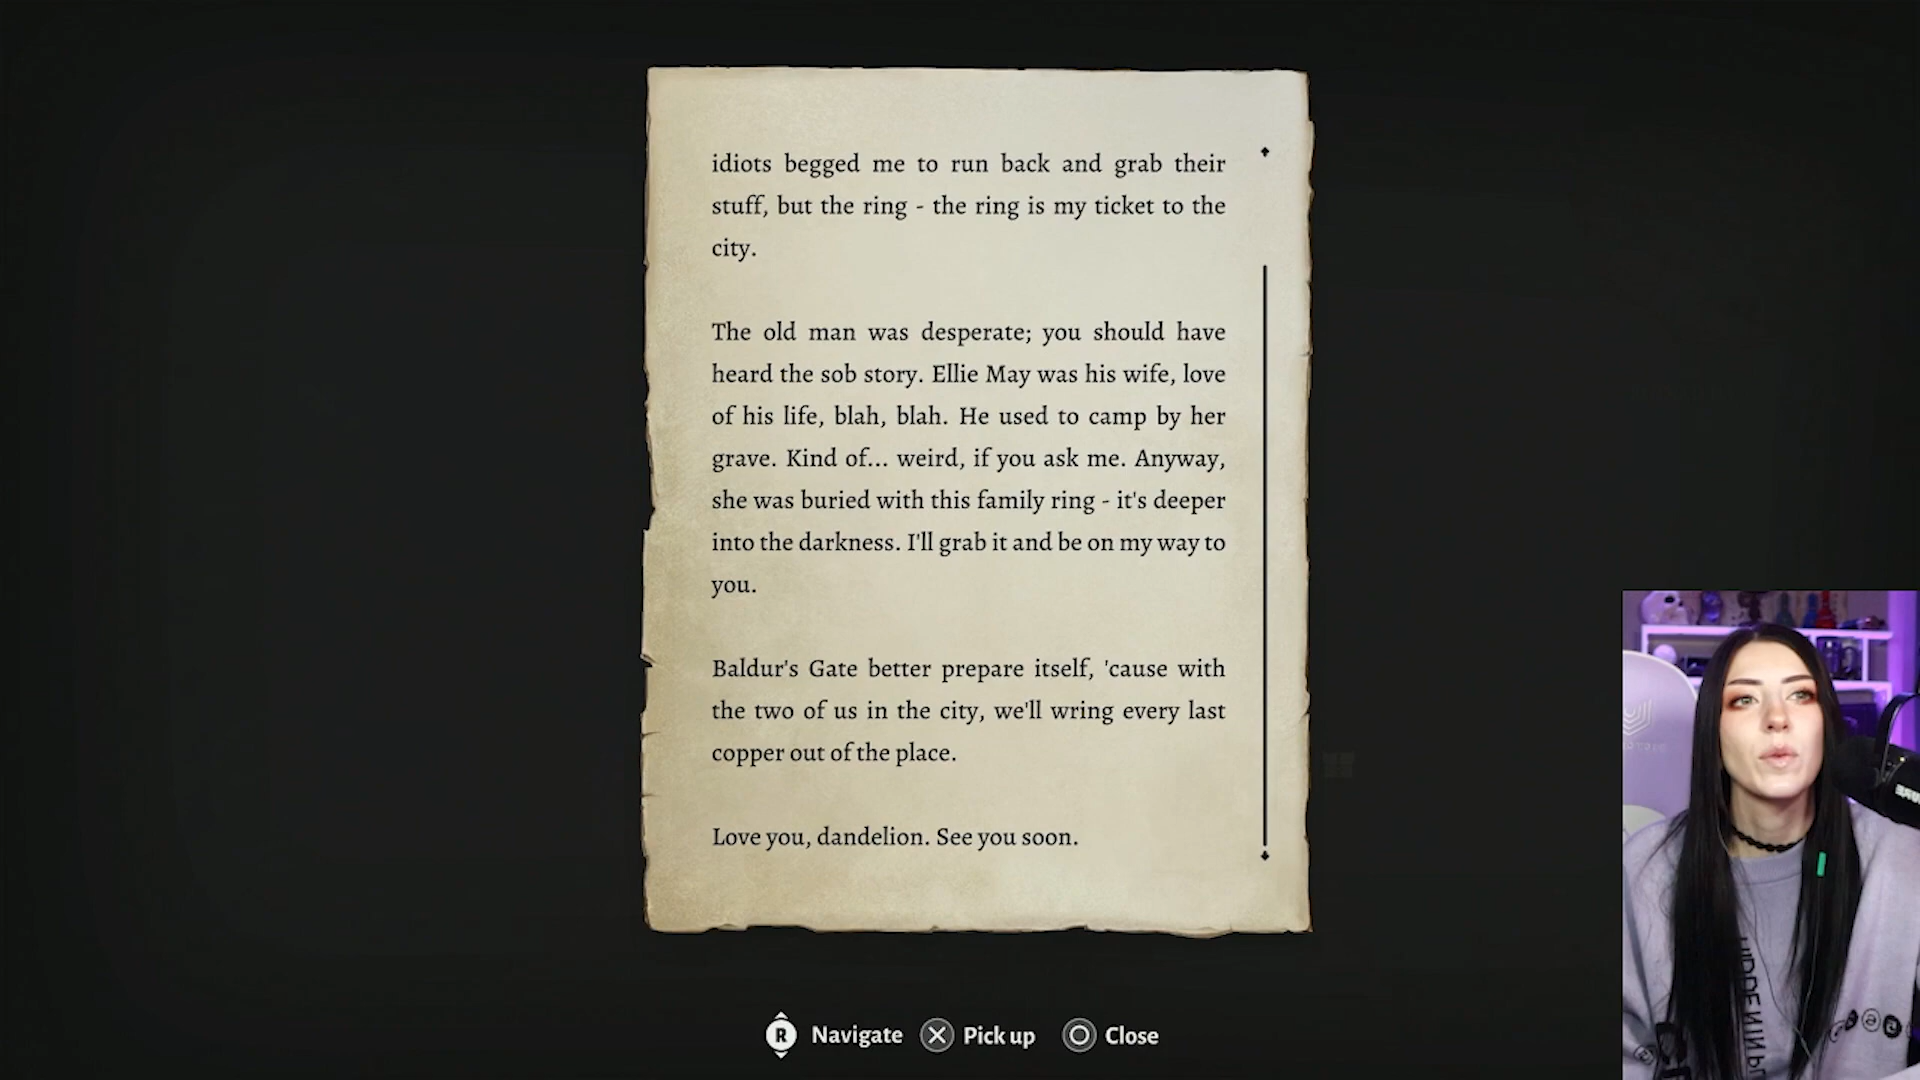 idiots begged me to run back and grab their
stuff, but the ring - the ring is my ticket to the
city.
The old man was desperate; you should have
heard the sob story. Ellie May was his wife, love
of his life, blah, blah. He used to camp by her
grave. Kind of... weird, if you ask me. Anyway,
she was buried with this family ring - it's deeper
into the darkness. I'll grab it and be on my way to
you.
Baldur's Gate better prepare itself, 'cause with
the two of us in the city, we'll wring every last
copper out of the place.
Love you, dandelion. See you soon.
R Navigate Pick up Close